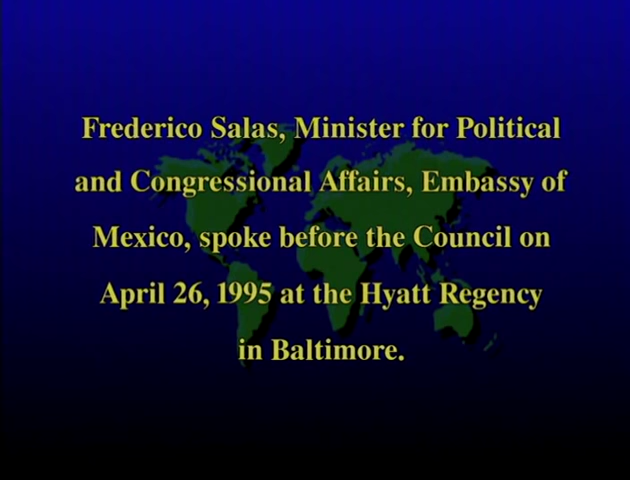 Frederico Salas, Minister for Political
and Congressional Affairs, Embassy of
Mexico, spoke before the Council on
April 26, 1995 at the Hyatt Regency
in Baltimore.